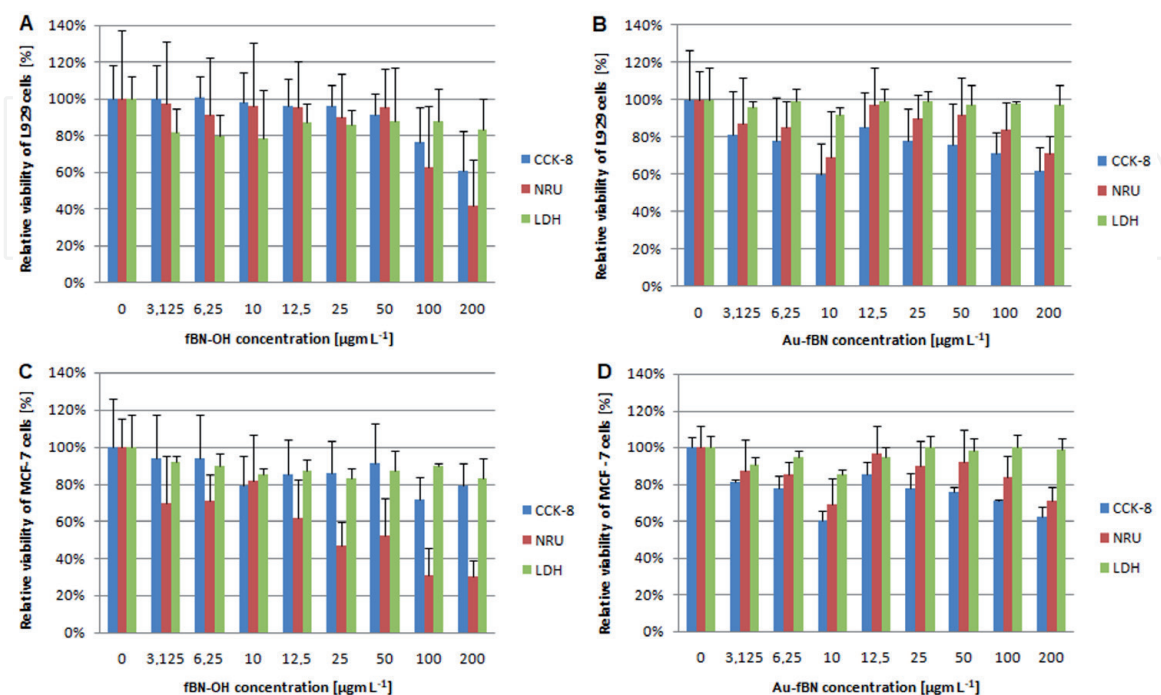 A
140%
120%
100%
80%
60%
40%
20%
0%
Relative viability of L929 cells [%]
0 3,125 6,25 10 12,5 25 50 100 200
fBN-OH concentration [µgm L-1]
CCK-8
NRU
LDH
B
140%
120%
100%
80%
60%
40%
20%
0%
Relative viability of L929 cells [%]
0 3,125 6,25 10 12,5 25 50 100 200
Au-fBN concentration [µgm L-1]
CCK-8
NRU
LDH
C
140%
120%
100%
80%
60%
40%
20%
0%
Relative viability of MCF-7 cells [%]
0 3,125 6,25 10 12,5 25 50 100 200
fBN-OH concentration [µgm L-1]
CCK-8
NRU
LDH
D
140%
120%
100%
80%
60%
40%
20%
0%
Relative viability of MCF -7 cells [%]
0 3,125 6,25 10 12,5 25 50 100 200
Au-fBN concentration [µgm L-1]
CCK-8
NRU
LDH